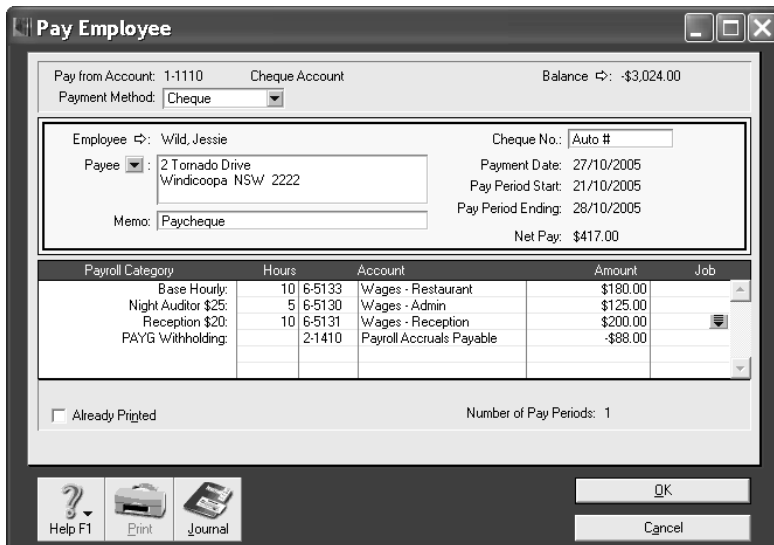 Pay Employee
Pay from Account: 1-1110 Cheque Account Balance ⇨: -$3,024.00
Payment Method: Cheque
Employee ⇨: Wild, Jessie Cheque No.: Auto #
Payee : 2 Tornado Drive Payment Date: 27/10/2005
Windicoopa NSW 2222 Pay Period Start: 21/10/2005
Pay Period Ending: 28/10/2005
Memo: Paycheque
Net Pay: $417.00
Payroll Category Hours Account Amount Job
Base Hourly: 10 6-5133 Wages - Restaurant $180.00
Night Auditor $25: 5 6-5130 Wages - Admin $125.00
Reception $20: 10 6-5131 Wages - Reception $200.00
PAYG Withholding: 2-1410 Payroll Accruals Payable -$88.00
Already Printed Number of Pay Periods: 1
Help F1 Print Journal
OK
Cancel